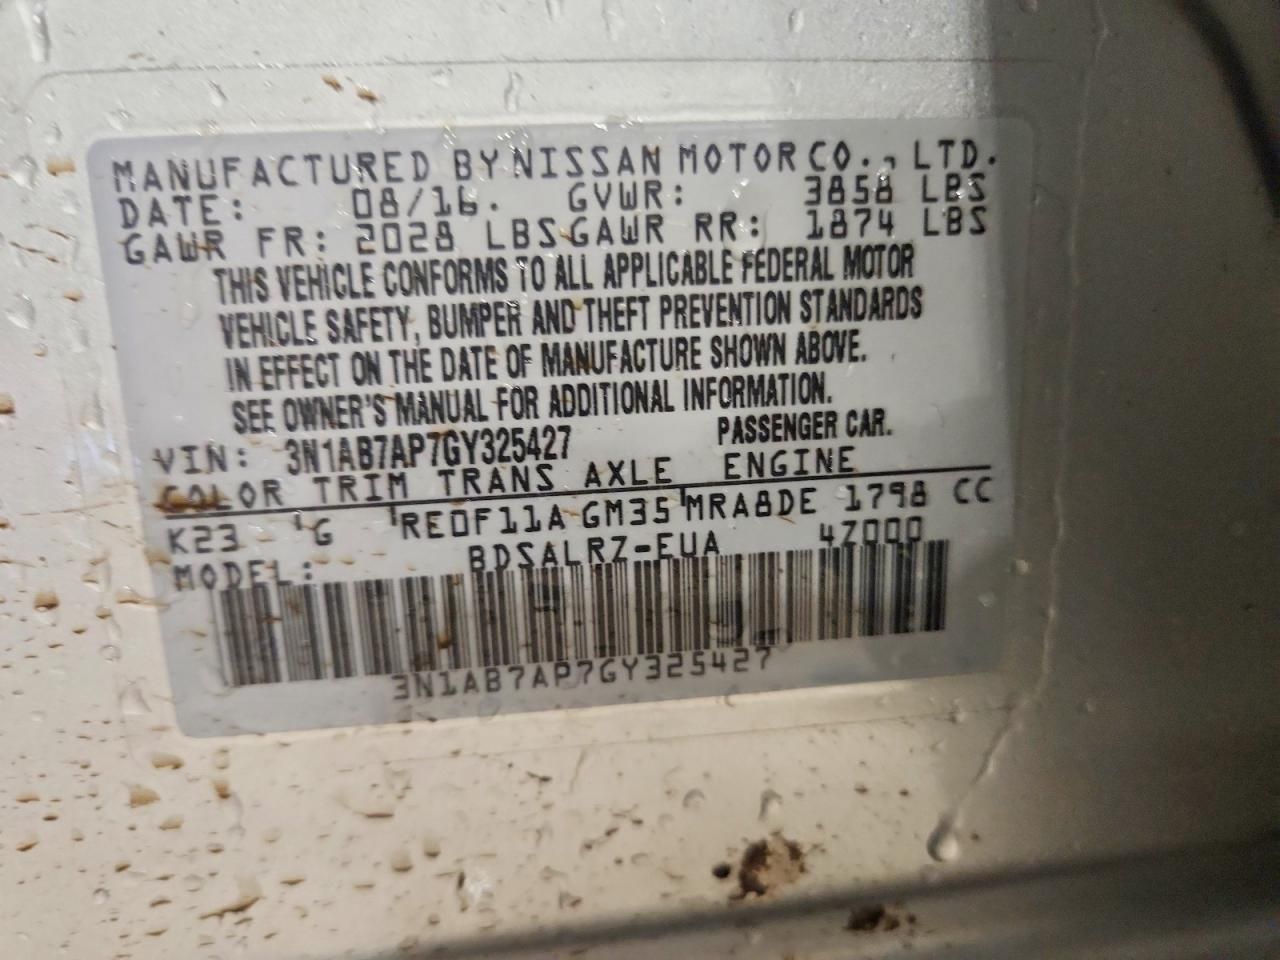 MANUFACTURED BY NISSAN MOTOR CO., LTD.
DATE: 08/16. GVWR: 3858 LBS
GAWR FR: 2028 LBS GAWR RR: 1874 LBS
THIS VEHICLE CONFORMS TO ALL APPLICABLE FEDERAL MOTOR
VEHICLE SAFETY, BUMPER AND THEFT PREVENTION STANDARDS
IN EFFECT ON THE DATE OF MANUFACTURE SHOWN ABOVE.
SEE OWNER'S MANUAL FOR ADDITIONAL INFORMATION.
VIN: 3N1AB7AP7GY325427 PASSENGER CAR.
COLOR TRIM TRANS AXLE ENGINE
K23 G RE0F11A GM35 MRA8DE 1798 CC
MODEL: BDSALRZ-EUA 4Z000
3N1AB7AP7GY325427